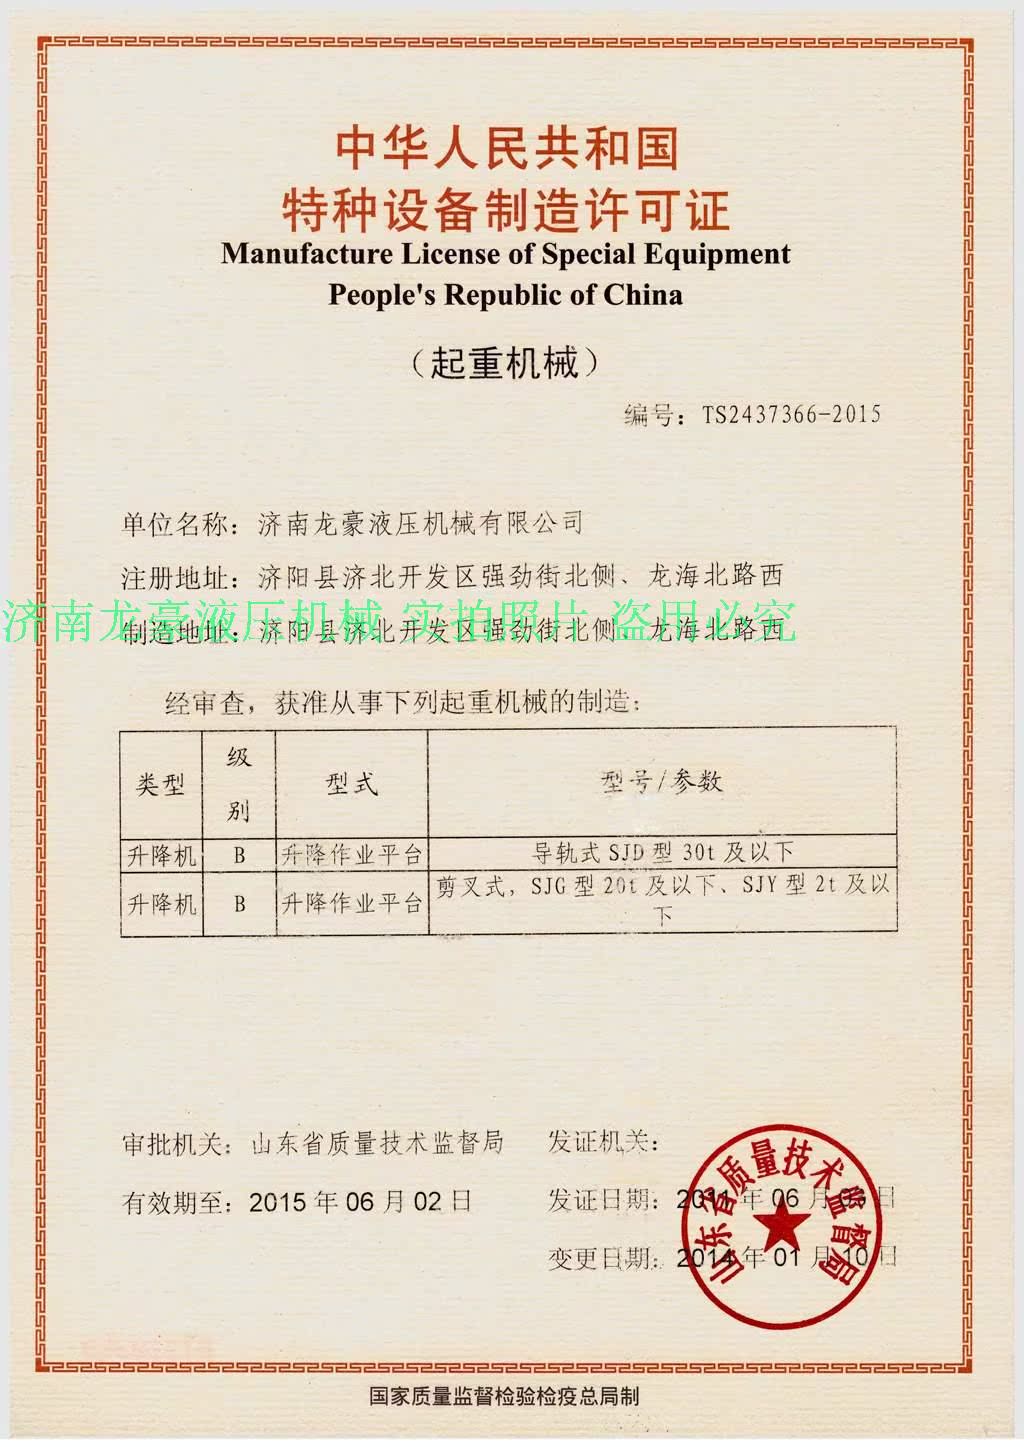 中华人民共和国
特种设备制造许可证
Manufacture License of Special Equipment
People's Republic of China
（起重机械）
编号：TS2437366-2015
单位名称：济南龙豪液压机械有限公司
注册地址：济阳县济北开发区强劲街北侧、龙海北路西
济南龙豪液压机械 实拍照片 盗用必究
制造地址：济阳县济北开发区强劲街北侧、龙海北路西
经审查，获准从事下列起重机械的制造：
类型 级别 型式 型号/参数
升降机 B 升降作业平台 导轨式 SJD 型 30t 及以下
升降机 B 升降作业平台 剪叉式，SJG 型 20t 及以下、SJY 型 2t 及以下
审批机关：山东省质量技术监督局 发证机关：
有效期至：2015 年 06 月 02 日 发证日期：2011 年 06 月 日
变更日期：2014 年 01 月 10 日
山东省质量技术监督局
国家质量监督检验检疫总局制